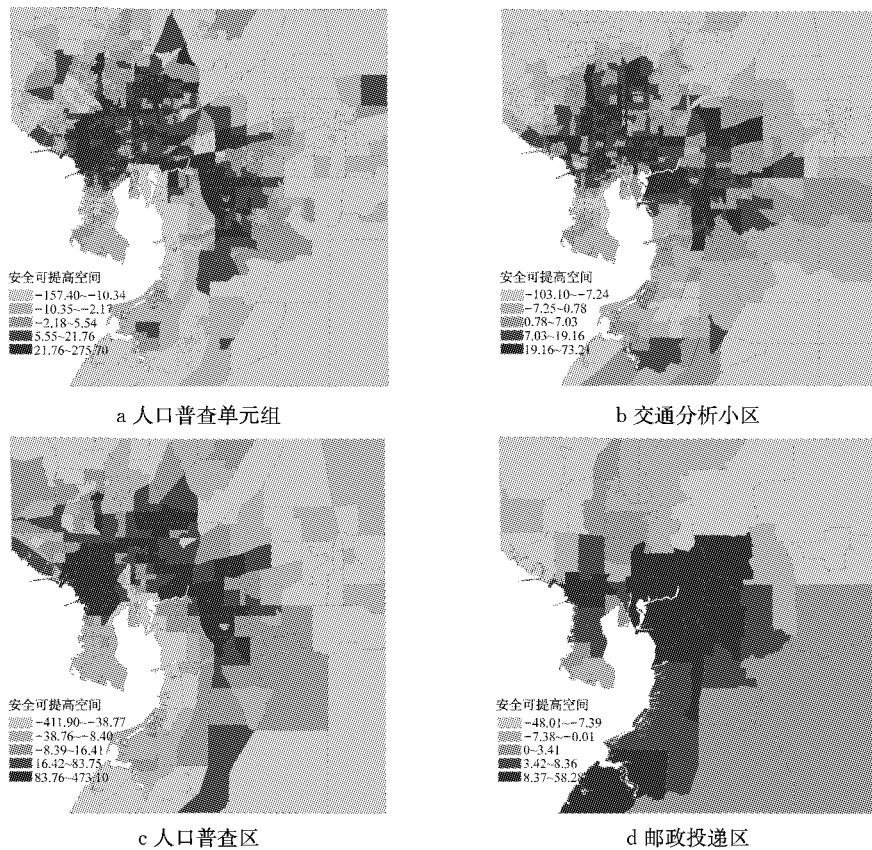 安全可提高空间
-157.40~-10.34
-10.35~-2.17
-2.18~5.54
5.55~21.76
21.76~275.70
a 人口普查单元组
安全可提高空间
-103.10~-7.24
-7.25~0.78
0.78~7.03
7.03~19.16
19.16~73.21
b 交通分析小区
安全可提高空间
-411.90~-38.77
-38.76~-8.40
-8.39~16.41
16.42~83.75
83.76~473.10
c 人口普查区
安全可提高空间
-48.01~-7.39
-7.38~-0.01
0~3.41
3.42~8.36
8.37~58.28
d 邮政投递区